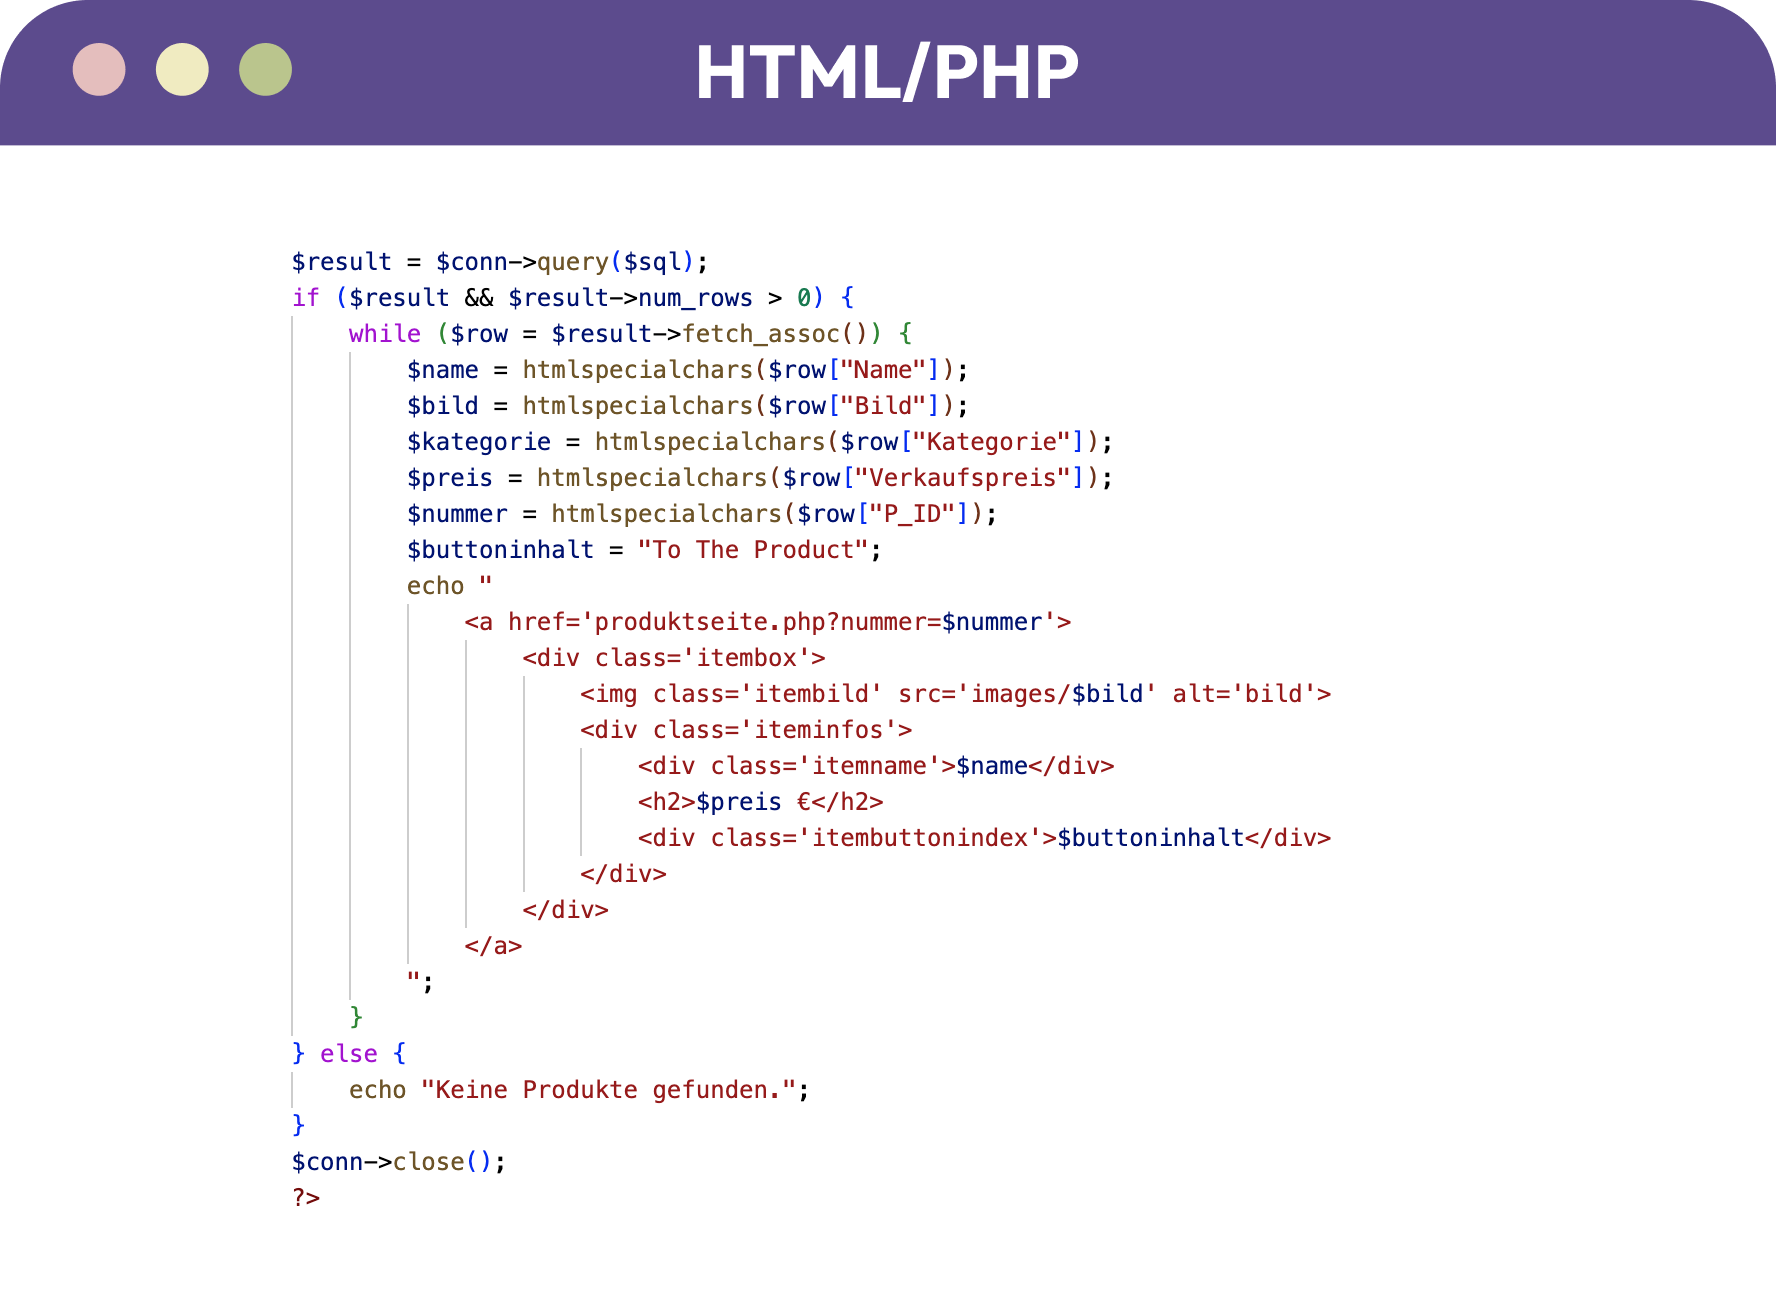 HTML/PHP
$result = $conn->query($sql);
if ($result && $result->num_rows > 0) {
    while ($row = $result->fetch_assoc()) {
        $name = htmlspecialchars($row["Name"]);
        $bild = htmlspecialchars($row["Bild"]);
        $kategorie = htmlspecialchars($row["Kategorie"]);
        $preis = htmlspecialchars($row["Verkaufspreis"]);
        $nummer = htmlspecialchars($row["P_ID"]);
        $buttoninhalt = "To The Product";
        echo "
            <a href='produktseite.php?nummer=$nummer'>
                <div class='itembox'>
                    <img class='itembild' src='images/$bild' alt='bild'>
                    <div class='iteminfos'>
                        <div class='itemname'>$name</div>
                        <h2>$preis €</h2>
                        <div class='itembuttonindex'>$buttoninhalt</div>
                    </div>
                </div>
            </a>
        ";
    }
} else {
    echo "Keine Produkte gefunden.";
}
$conn->close();
?>